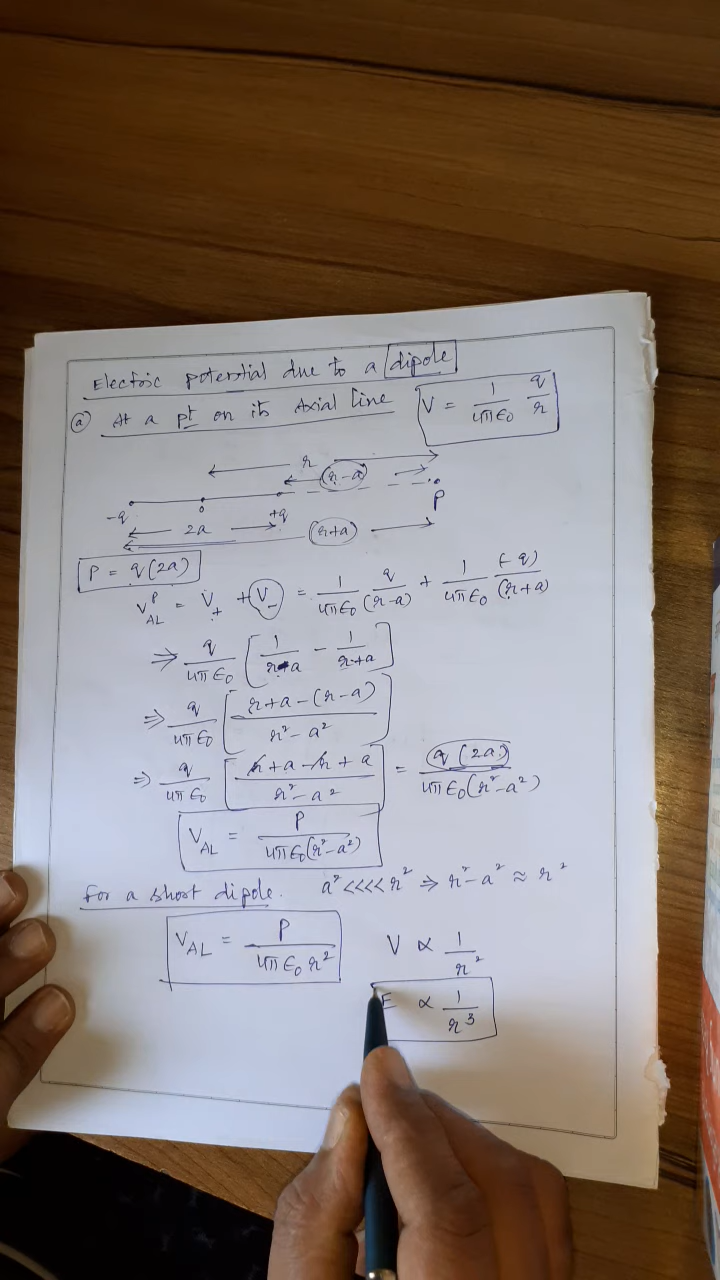 Electric potential due to a dipole
(a) At a pt on its Axial line V = 1/4πϵ0 q/r
r
(r-a)
-q o +q P
2a (r+a)
P = q(2a)
V^P_AL = V+ + V- = 1/4πϵ0 q/(r-a) + 1/4πϵ0 (-q)/(r+a)
⇒ q/4πϵ0 [1/r-a - 1/r+a]
⇒ q/4πϵ0 [r+a-(r-a)/r²-a²]
⇒ q/4πϵ0 [r+a-r+a/r²-a²] = q(2a)/4πϵ0(r²-a²)
V_AL = P/4πϵ0(r²-a²)
For a short dipole. a² <<<< r² ⇒ r²-a² ≈ r²
V_AL = P/4πϵ0 r² V ∝ 1/r²
E ∝ 1/r³